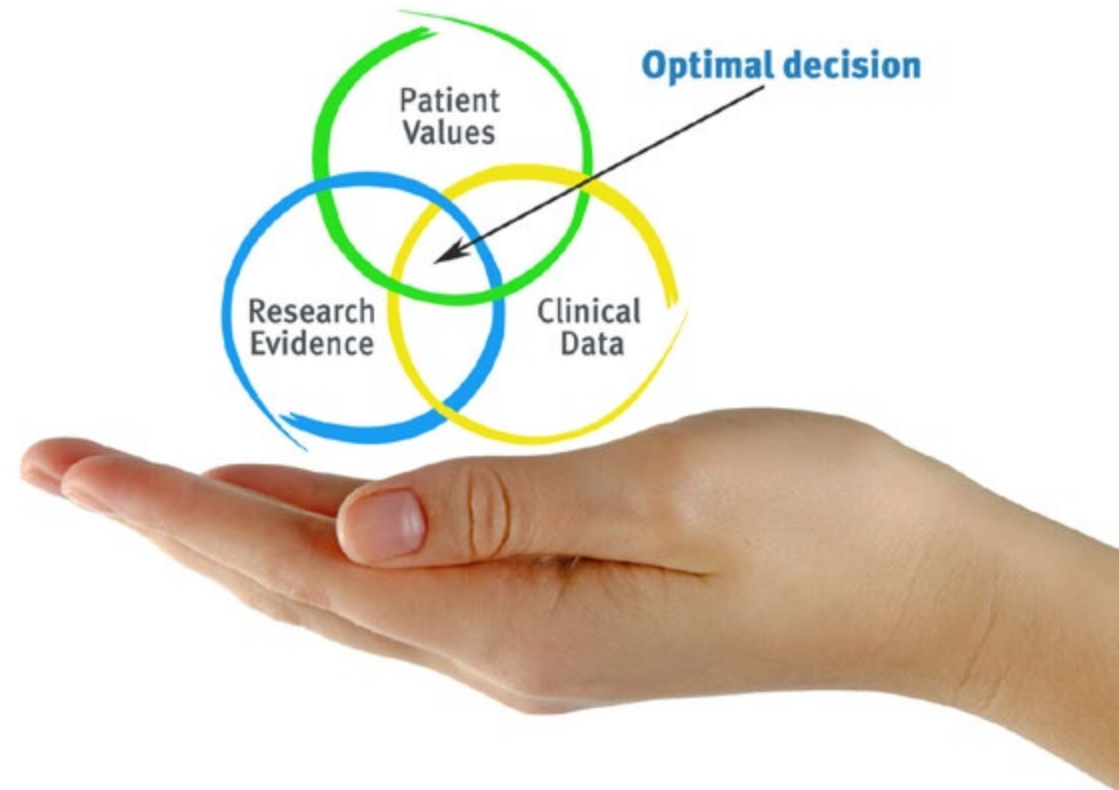 Optimal decision
Patient
Values
Research
Evidence
Clinical
Data